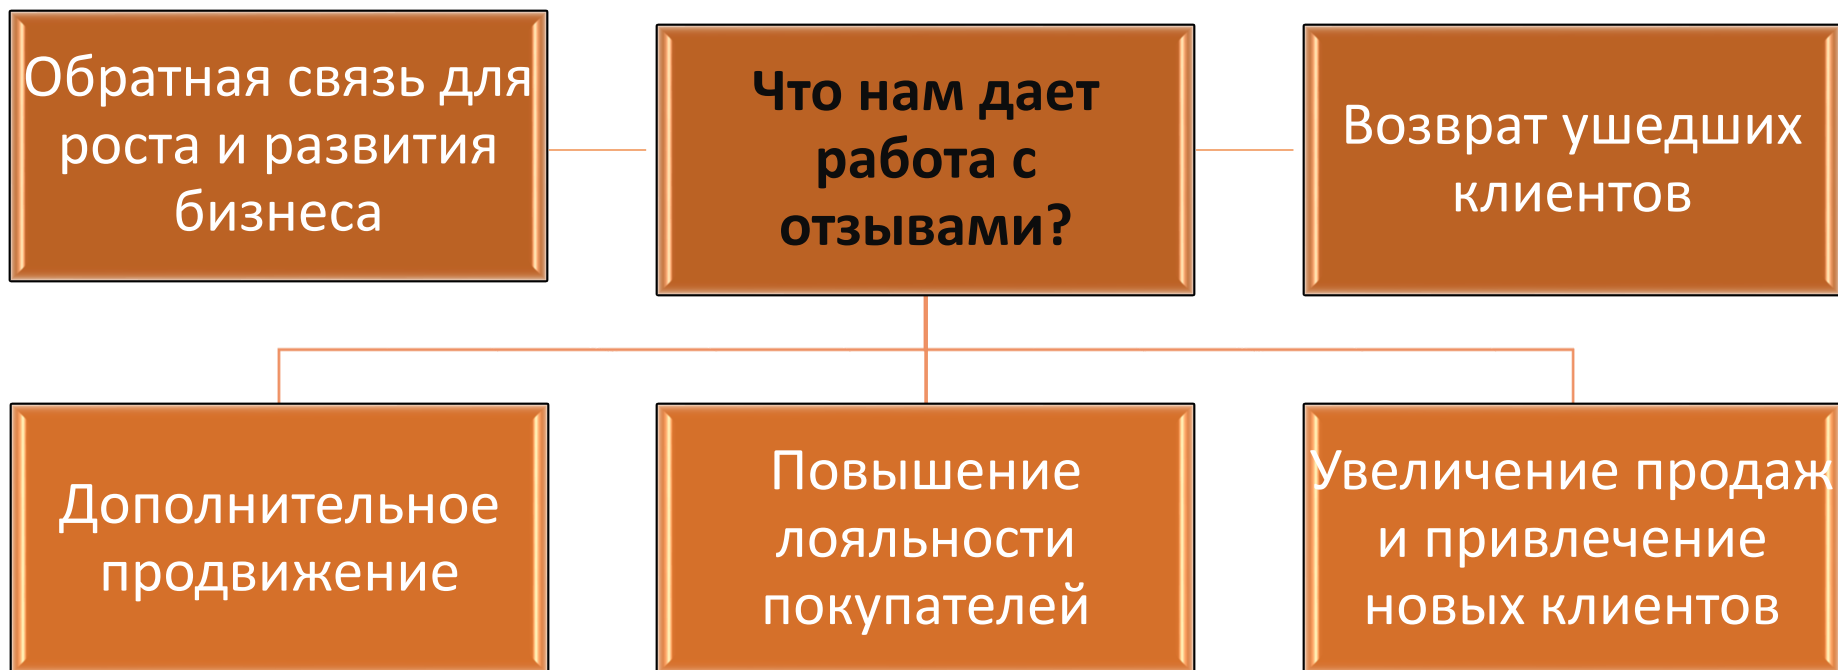 Обратная связь для
роста и развития
бизнеса
Что нам дает
работа с
отзывами?
Возврат ушедших
клиентов
Дополнительное
продвижение
Повышение
лояльности
покупателей
Увеличение продаж
и привлечение
новых клиентов